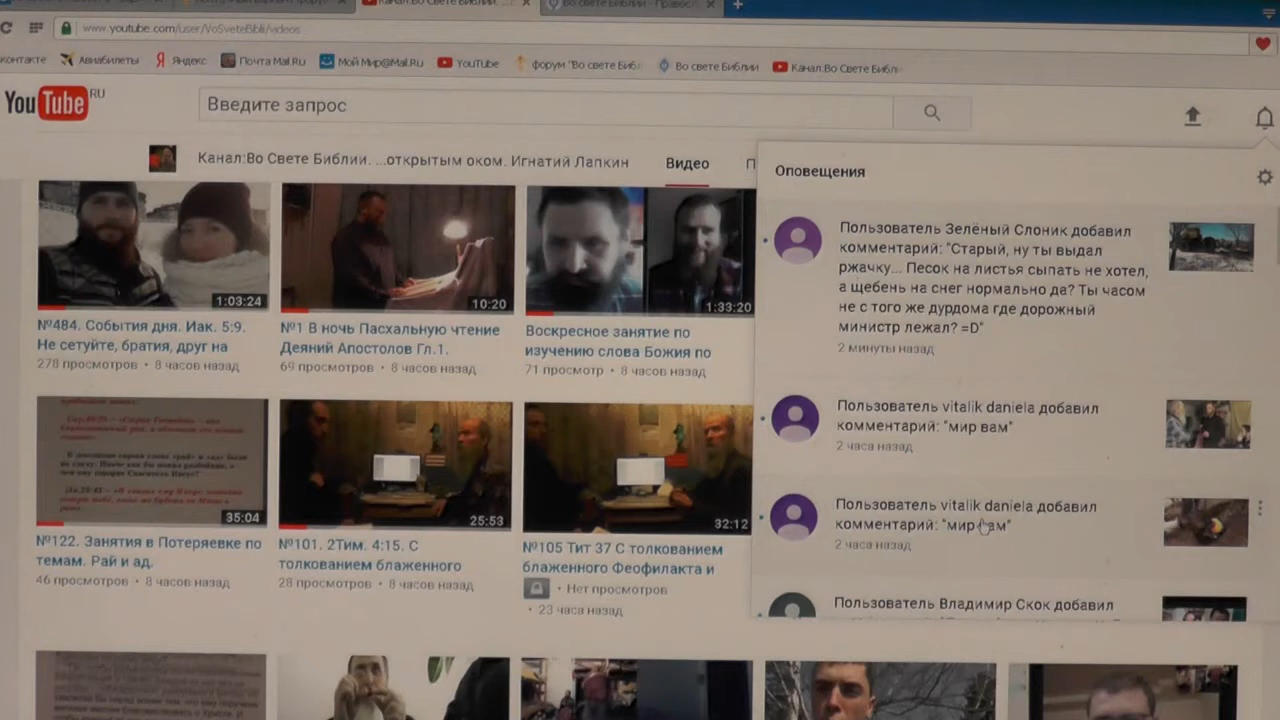 Канал:Во Свете Библии.
Во свете Библии - Правосл
www.youtube.com/user/VoSveteBibli/videos
контакте Авиабилеты Яндекс Почта Mail.Ru Мой Мир@Mail.Ru YouTube форум "Во свете Библ Во свете Библии Канал:Во Свете Библ
YouTube RU
Введите запрос
Канал:Во Свете Библии. ...открытым оком. Игнатий Лапкин Видео П
1:03:24
10:20
1:33:20
№484. События дня. Иак. 5:9.
Не сетуйте, братия, друг на
278 просмотров • 8 часов назад
№1 В ночь Пасхальную чтение
Деяний Апостолов Гл.1.
69 просмотров • 8 часов назад
Воскресное занятие по
изучению слова Божия по
71 просмотр • 8 часов назад
35:04
25:53
32:12
№122. Занятия в Потеряевке по
темам. Рай и ад.
46 просмотров • 8 часов назад
№101. 2Тим. 4:15. С
толкованием блаженного
28 просмотров • 8 часов назад
№105 Тит 37 С толкованием
блаженного Феофилакта и
• Нет просмотров
• 23 часа назад
Оповещения
Пользователь Зелёный Слоник добавил
комментарий: "Старый, ну ты выдал
ржачку... Песок на листья сыпать не хотел,
а щебень на снег нормально да? Ты часом
не с того же дурдома где дорожный
министр лежал? =D"
2 минуты назад
Пользователь vitalik daniela добавил
комментарий: "мир вам"
2 часа назад
Пользователь vitalik daniela добавил
комментарий: "мир ам"
2 часа назад
Пользователь Владимир Скок добавил